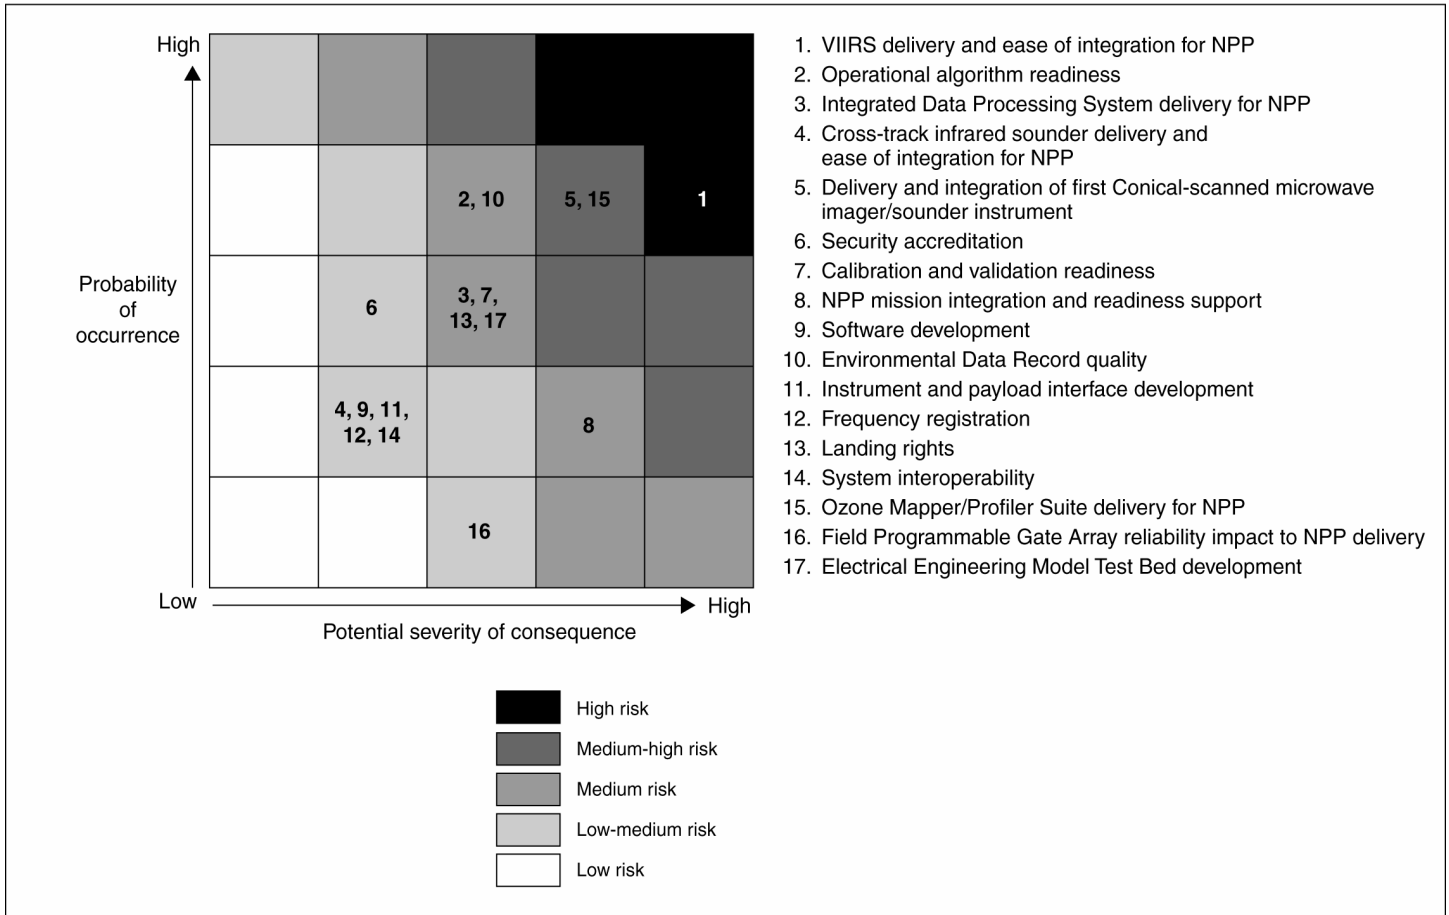 High
2, 10
5, 15
1
Probability
of
occurrence
6
3, 7,
13, 17
4, 9, 11,
12, 14
8
16
Low
High
Potential severity of consequence
1. VIIRS delivery and ease of integration for NPP
2. Operational algorithm readiness
3. Integrated Data Processing System delivery for NPP
4. Cross-track infrared sounder delivery and
ease of integration for NPP
5. Delivery and integration of first Conical-scanned microwave
imager/sounder instrument
6. Security accreditation
7. Calibration and validation readiness
8. NPP mission integration and readiness support
9. Software development
10. Environmental Data Record quality
11. Instrument and payload interface development
12. Frequency registration
13. Landing rights
14. System interoperability
15. Ozone Mapper/Profiler Suite delivery for NPP
16. Field Programmable Gate Array reliability impact to NPP delivery
17. Electrical Engineering Model Test Bed development
High risk
Medium-high risk
Medium risk
Low-medium risk
Low risk